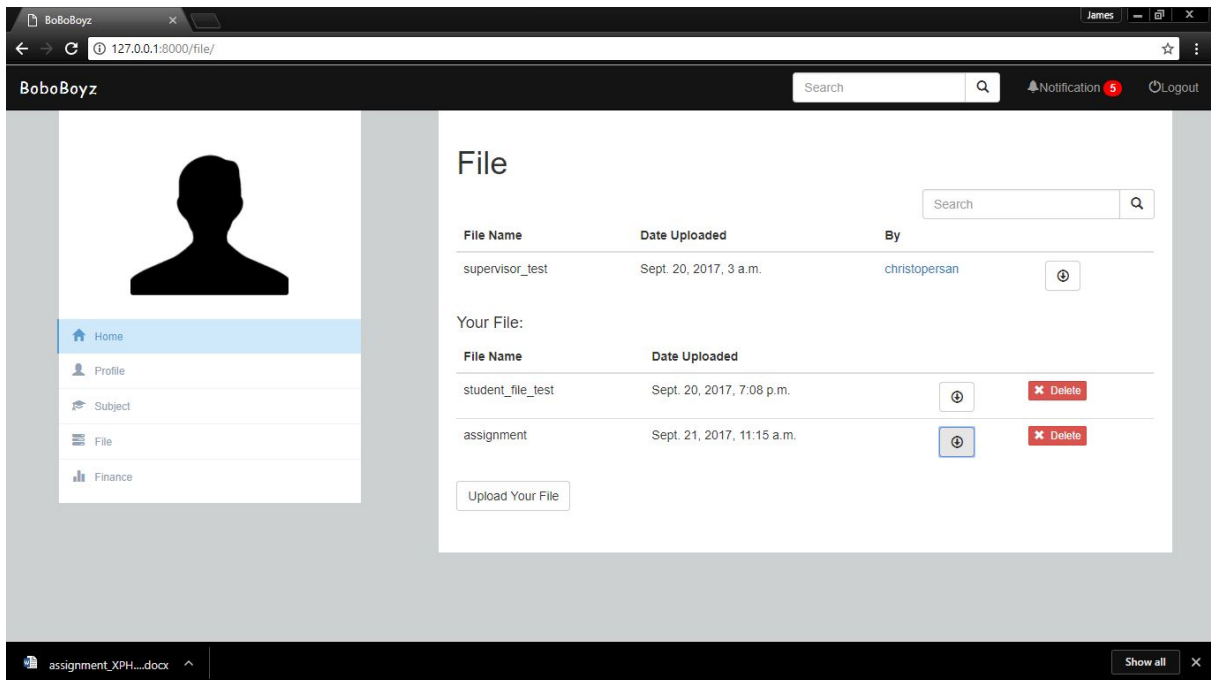 BoBoBoyz
James
127.0.0.1:8000/file/
BoboBoyz
Search
Notification 5
Logout
File
Search
File Name Date Uploaded By
supervisor_test Sept. 20, 2017, 3 a.m. christopersan
Home
Profile
Subject
File
Finance
Your File:
File Name Date Uploaded
student_file_test Sept. 20, 2017, 7:08 p.m. Delete
assignment Sept. 21, 2017, 11:15 a.m. Delete
Upload Your File
assignment_XPH....docx
Show all